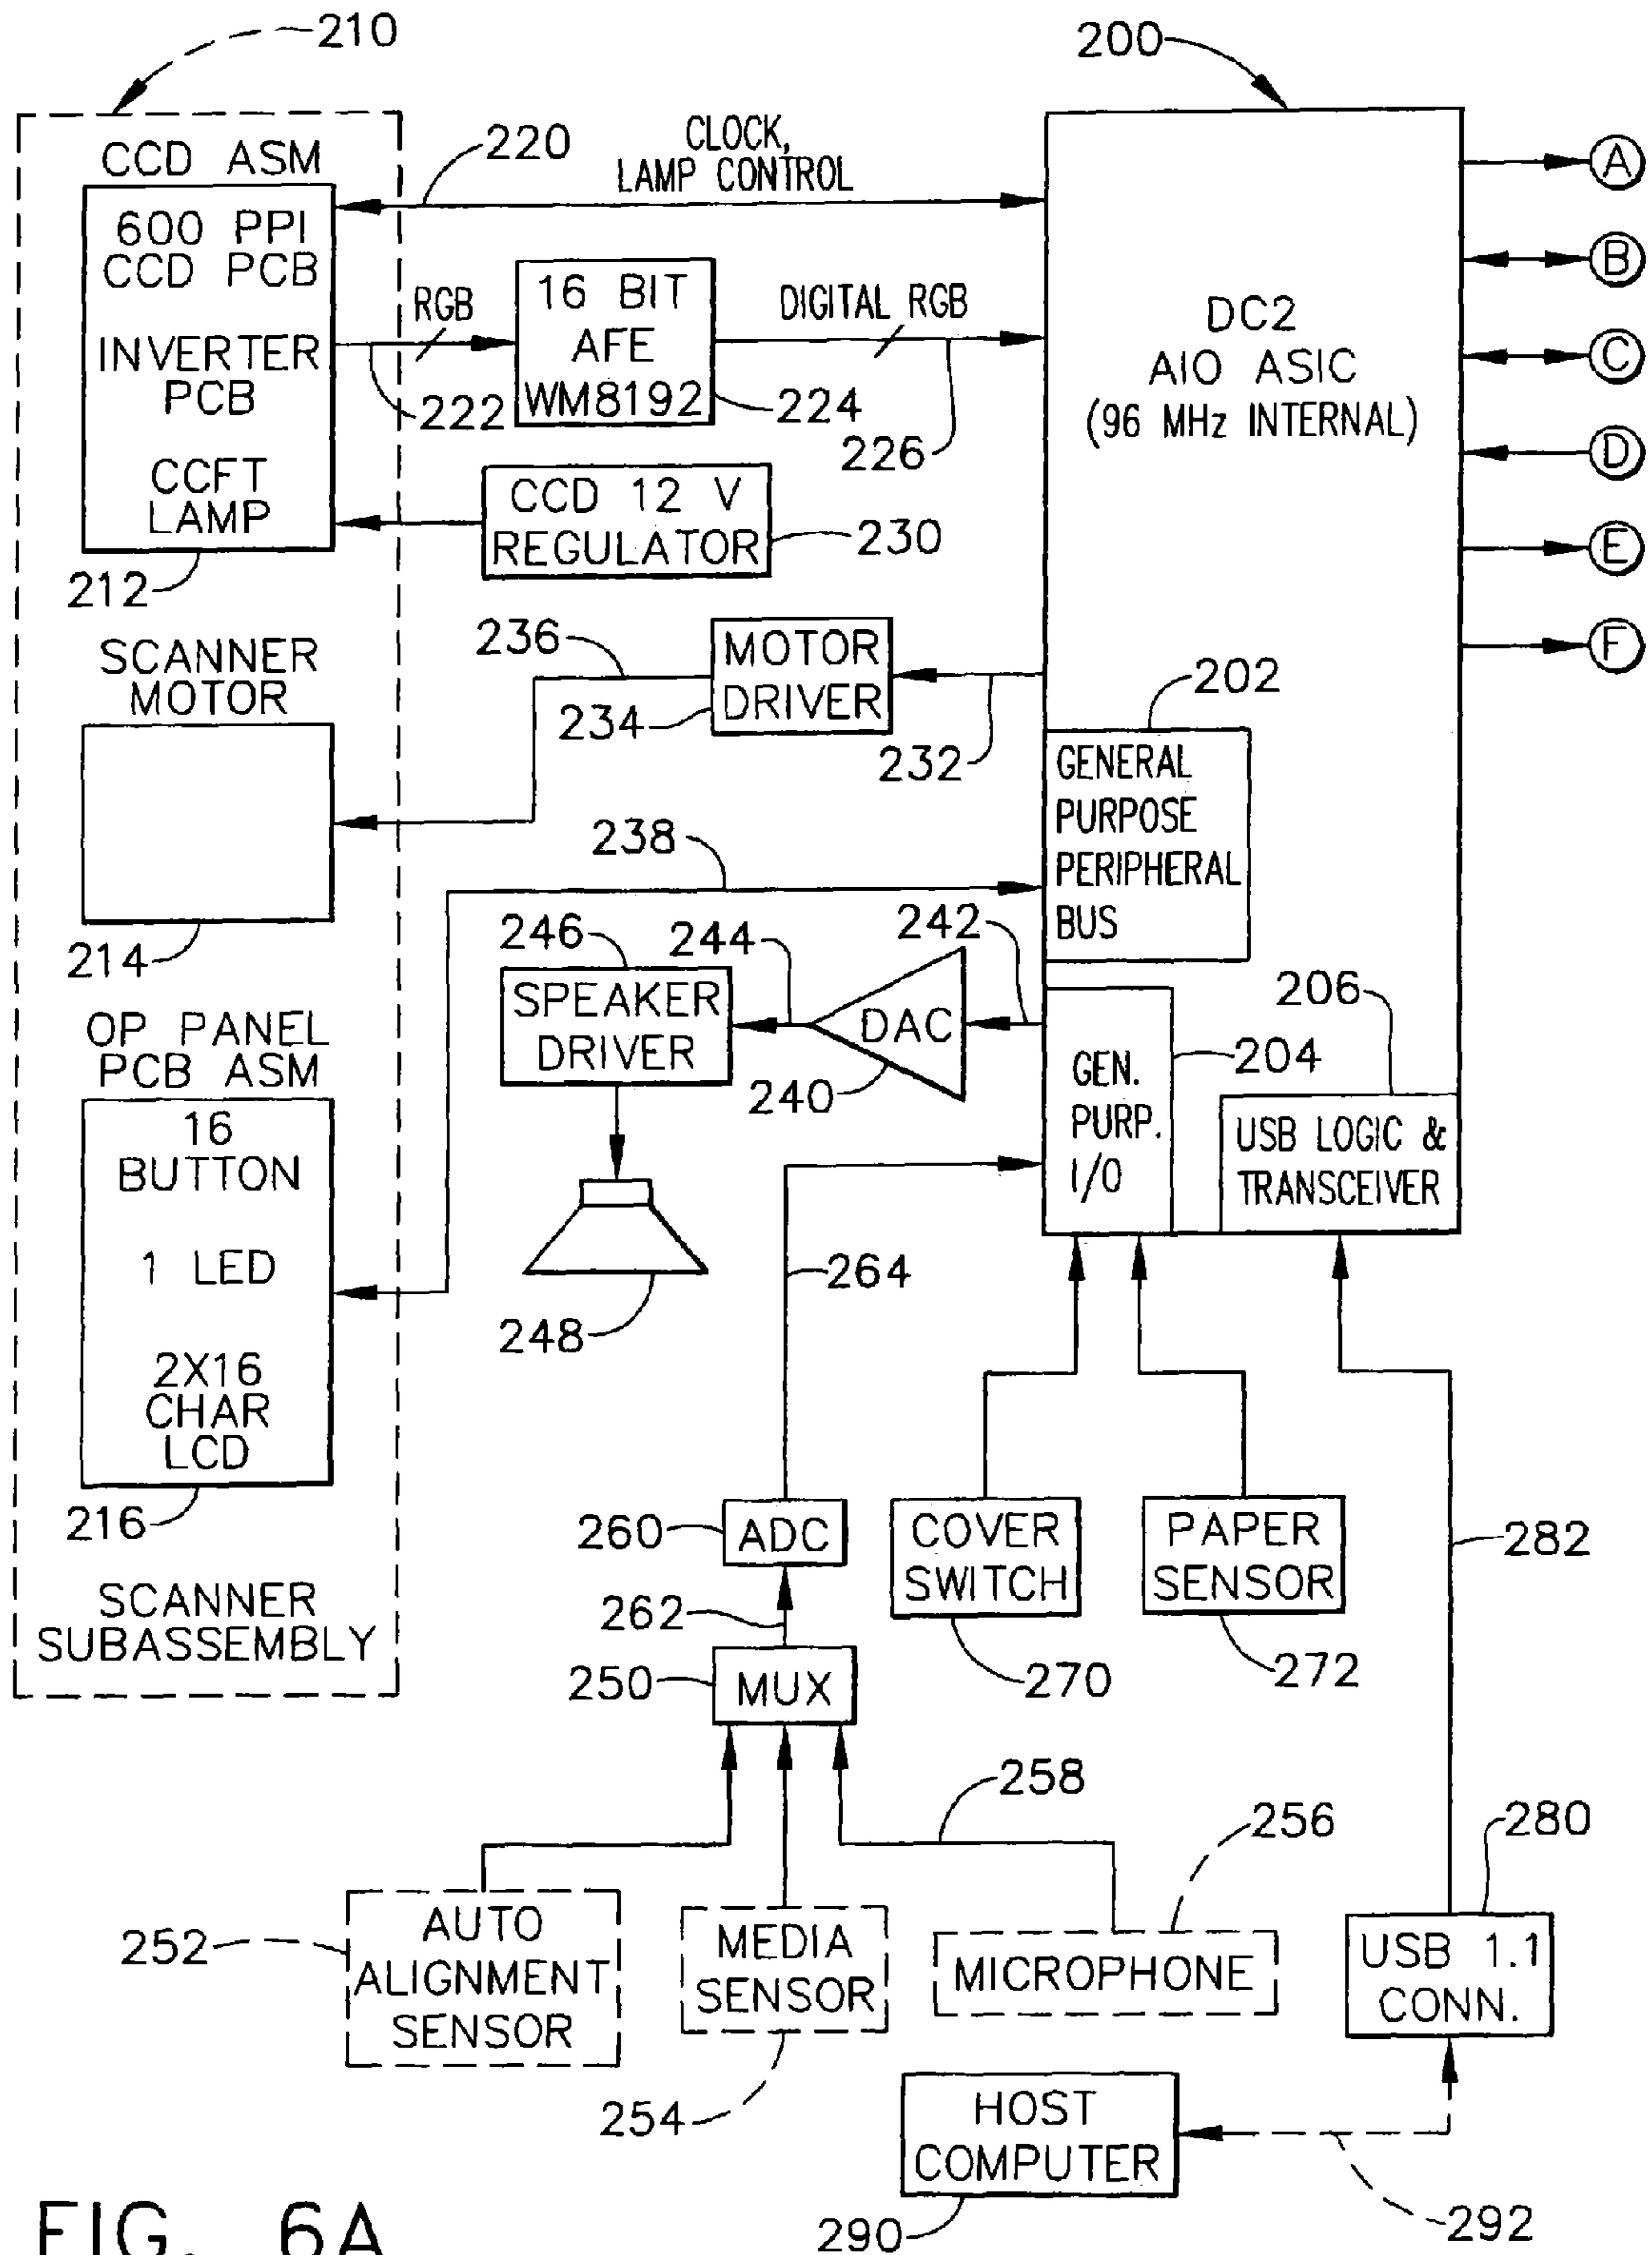 210
200
CCD ASM
600 PPI
CCD PCB
INVERTER
PCB
CCFT
LAMP
212
220
CLOCK,
LAMP CONTROL
RGB
222
16 BIT
AFE
WM8192
224
DIGITAL RGB
226
CCD 12 V
REGULATOR
230
DC2
AIO ASIC
(96 MHz INTERNAL)
A
B
C
D
E
F
SCANNER
MOTOR
214
236
MOTOR
DRIVER
234
232
202
GENERAL
PURPOSE
PERIPHERAL
BUS
238
246
SPEAKER
DRIVER
244
DAC
240
242
248
GEN.
PURP.
I/O
204
206
USB LOGIC &
TRANSCEIVER
OP PANEL
PCB ASM
16
BUTTON
1 LED
2X16
CHAR
LCD
216
SCANNER
SUBASSEMBLY
264
260
ADC
262
250
MUX
COVER
SWITCH
270
PAPER
SENSOR
272
282
258
256
280
252
AUTO
ALIGNMENT
SENSOR
MEDIA
SENSOR
254
MICROPHONE
USB 1.1
CONN.
HOST
COMPUTER
290
292
FIG. 6A